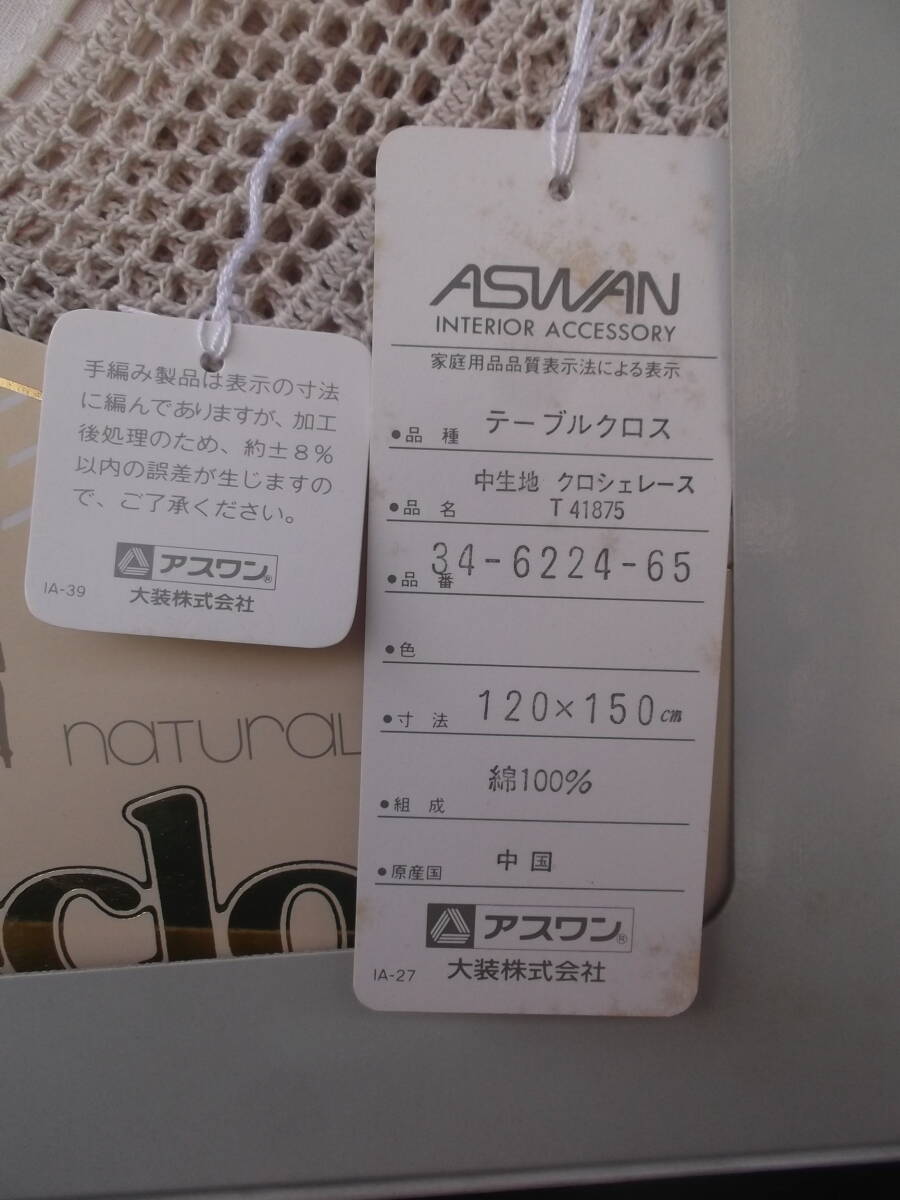 手編み製品は表示の寸法
に編んでありますが、加工
後処理のため、約±8%
以内の誤差が生じますの
で、ご了承ください。
アスワン®
IA-39 大装株式会社
ASWAN
INTERIOR ACCESSORY
家庭用品品質表示法による表示
●品種 テーブルクロス
●品名 中生地 クロシェレース
T 41875
●品番 34-6224-65
●色
●寸法 120×150cm
●組成 綿100%
●原産国 中国
アスワン®
IA-27 大装株式会社
natural
clo